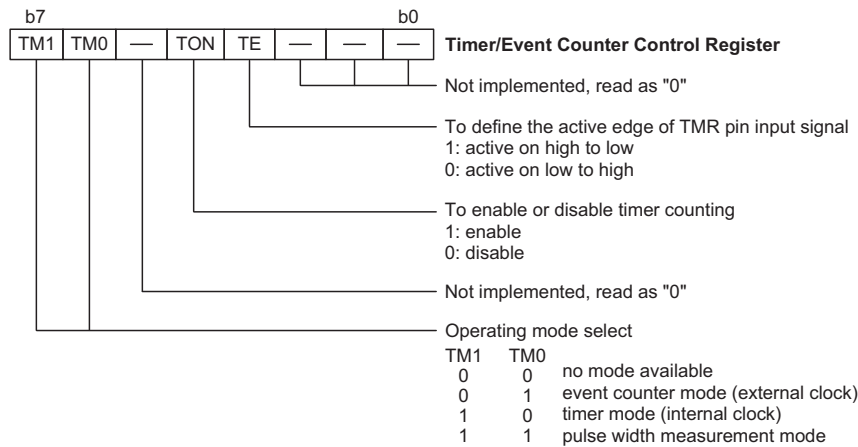 b7 b0
TM1 TM0 — TON TE — — — Timer/Event Counter Control Register
Not implemented, read as "0"
To define the active edge of TMR pin input signal
1: active on high to low
0: active on low to high
To enable or disable timer counting
1: enable
0: disable
Not implemented, read as "0"
Operating mode select
TM1 TM0
0 0 no mode available
0 1 event counter mode (external clock)
1 0 timer mode (internal clock)
1 1 pulse width measurement mode